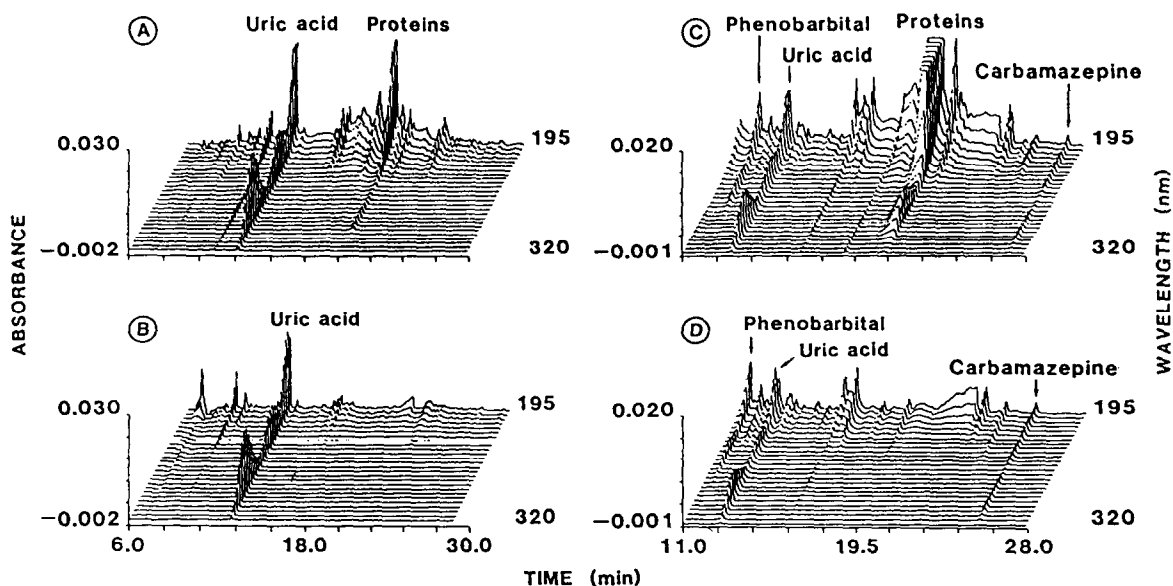 A
Uric acid
Proteins
0.030
195
-0.002
320
C
Phenobarbital
Uric acid
Proteins
Carbamazepine
0.020
195
-0.001
320
ABSORBANCE
WAVELENGTH (nm)
B
Uric acid
0.030
195
-0.002
320
6.0
18.0
30.0
D
Phenobarbital
Uric acid
Carbamazepine
0.020
195
-0.001
320
11.0
19.5
28.0
TIME (min)